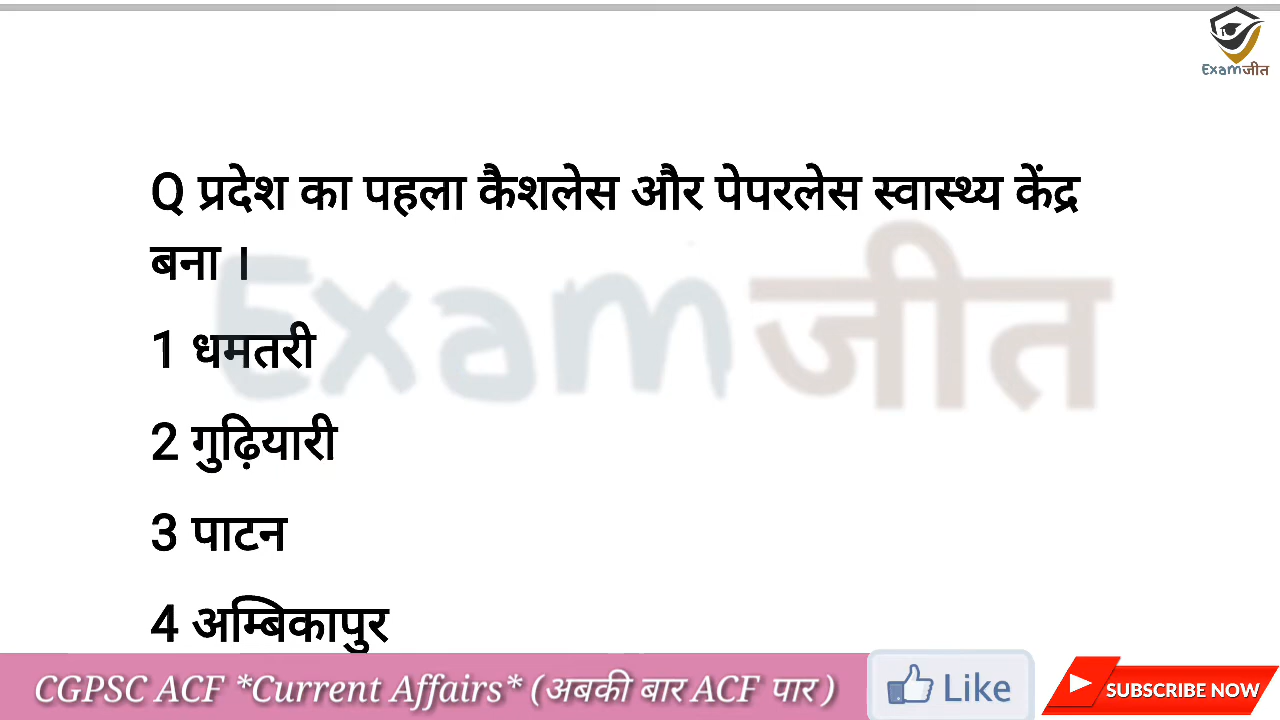 Examजीत
Q प्रदेश का पहला कैशलेस और पेपरलेस स्वास्थ्य केंद्र
बना ।
Examजीत
1 धमतरी
2 गुढ़ियारी
3 पाटन
4 अम्बिकापुर
CGPSC ACF *Current Affairs* (अबकी बार ACF पार )
Like
SUBSCRIBE NOW